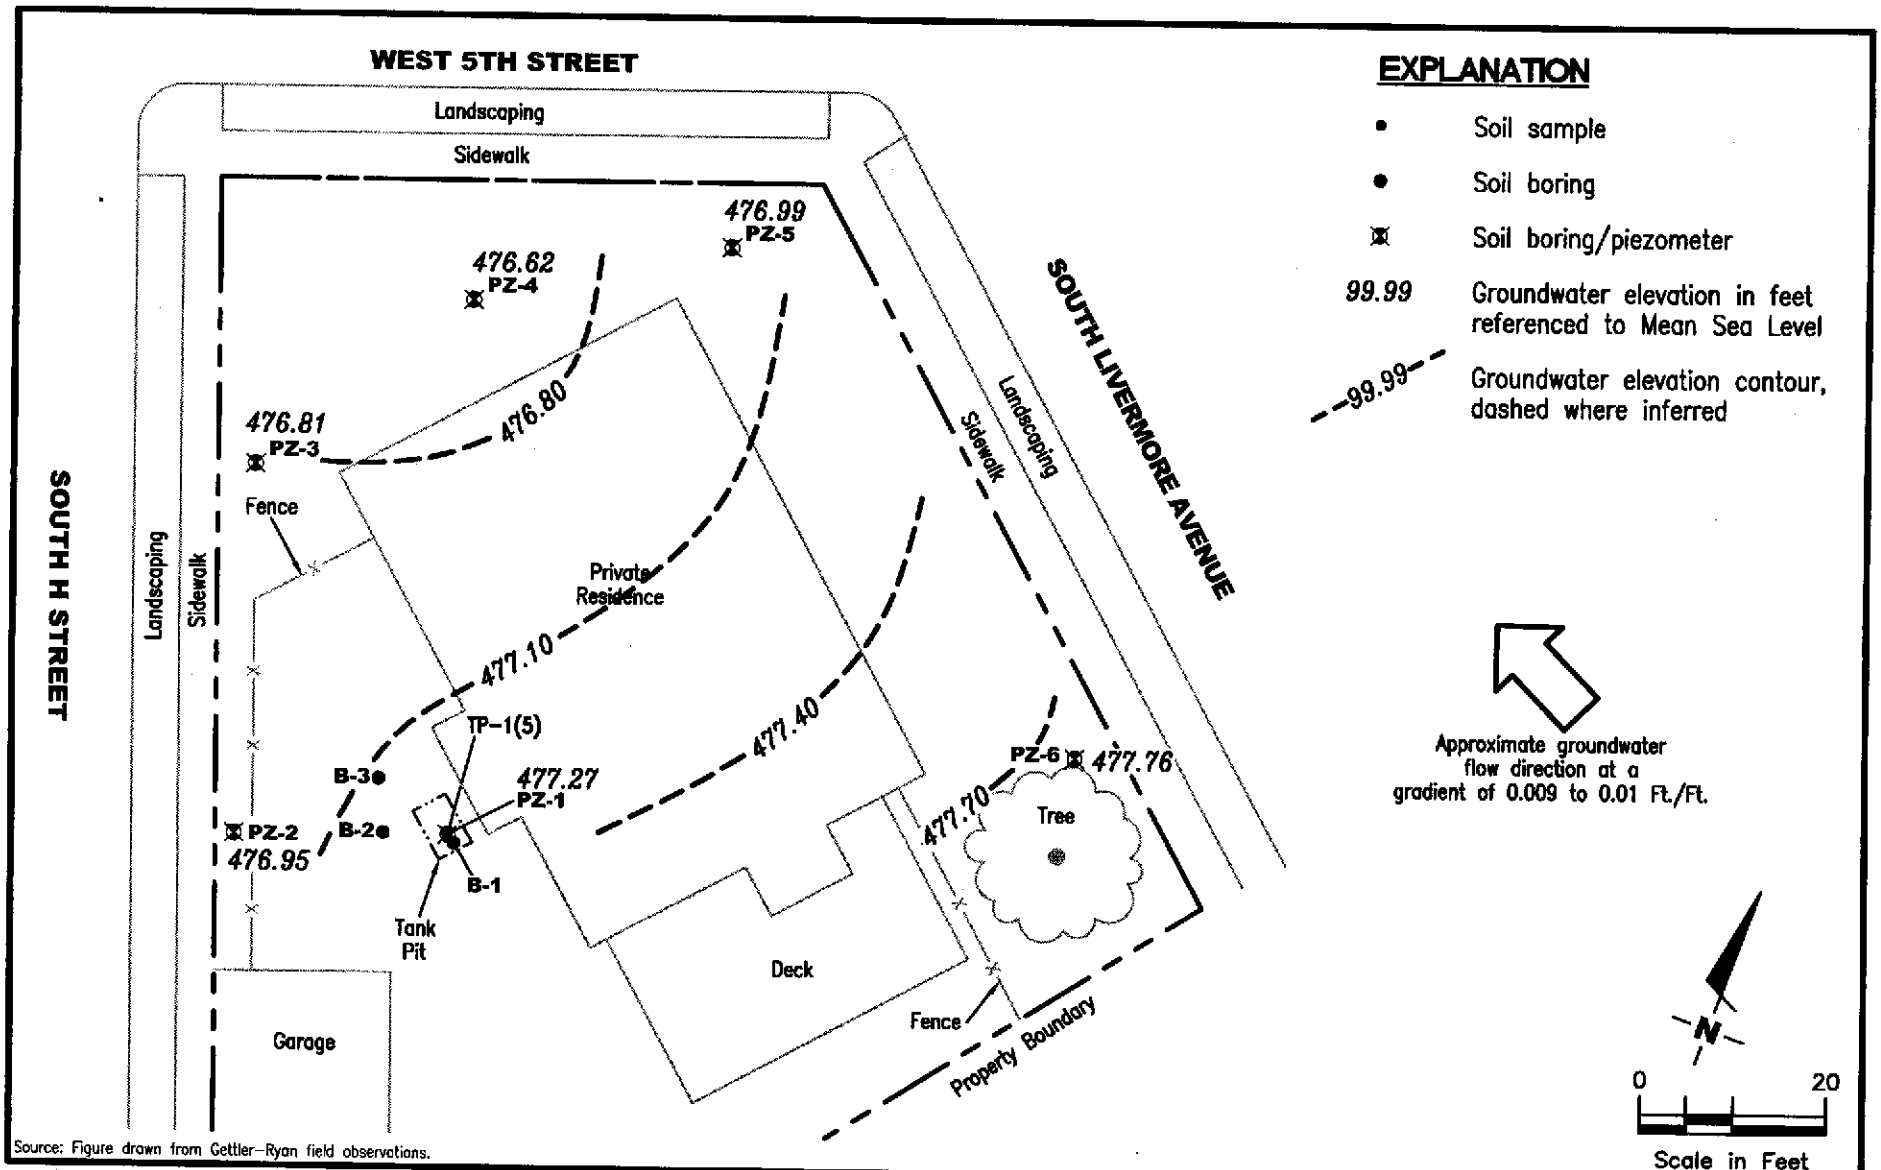 WEST 5TH STREET
Landscaping
Sidewalk
EXPLANATION
Soil sample
Soil boring
Soil boring/piezometer
99.99
Groundwater elevation in feet
referenced to Mean Sea Level
99.99
Groundwater elevation contour,
dashed where inferred
476.99
PZ-5
476.62
PZ-4
476.80
476.81
PZ-3
Fence
SOUTH H STREET
Landscaping
Sidewalk
SOUTH LIVERMORE AVENUE
Landscaping
Sidewalk
Private
Residence
477.10
TP-1(5)
477.27
PZ-1
B-3
B-2
PZ-2
476.95
B-1
Tank
Pit
477.40
PZ-6
477.76
477.70
Tree
Deck
Garage
Fence
Property Boundary
Approximate groundwater
flow direction at a
gradient of 0.009 to 0.01 Ft./Ft.
N
0 20
Scale in Feet
Source: Figure drawn from Gettler-Ryan field observations.